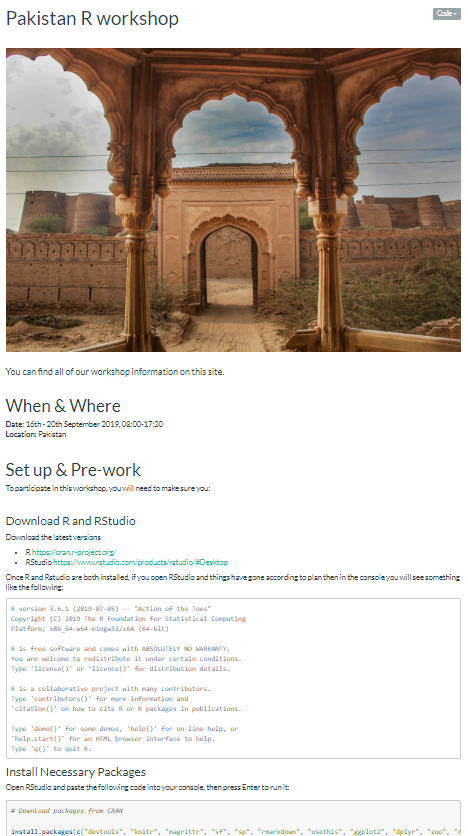 Pakistan R workshop
Code
You can find all of our workshop information on this site.
When & Where
Date: 16th - 20th September 2019, 08:00-17:30
Location: Pakistan
Set up & Pre-work
To participate in this workshop, you will need to make sure you:
Download R and RStudio
Download the latest versions
• R https://cran.r-project.org/
• RStudio https://www.rstudio.com/products/rstudio/#Desktop
Once R and Rstudio are both installed, if you open RStudio and things have gone according to plan then in the console you will see something
like the following:
R version 3.6.1 (2019-07-05) -- "Action of the Toes"
Copyright (C) 2019 The R Foundation for Statistical Computing
Platform: x86_64-w64-mingw32/x64 (64-bit)
R is free software and comes with ABSOLUTELY NO WARRANTY.
You are welcome to redistribute it under certain conditions.
Type 'license()' or 'licence()' for distribution details.
R is a collaborative project with many contributors.
Type 'contributors()' for more information and
'citation()' on how to cite R or R packages in publications.
Type 'demo()' for some demos, 'help()' for on-line help, or
'help.start()' for an HTML browser interface to help.
Type 'q()' to quit R.
Install Necessary Packages
Open RStudio and paste the following code into your console, then press Enter to run it:
# Download packages from CRAN
install.packages(c("devtools", "knitr", "magrittr", "sf", "sp", "rmarkdown", "usethis", "ggplot2", "dplyr", "zoo",